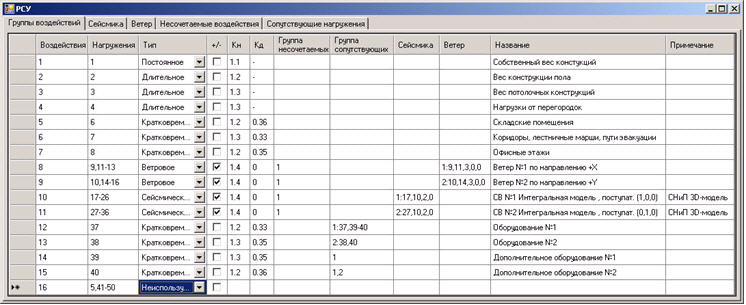 РСУ
Группы воздействий Сейсмика Ветер Несочетаемые воздействия Сопутствующие нагружения
Воздействия Нагружения Тип +/- Кн Кд Группа несочетаемых Группа сопутствующих Сейсмика Ветер Название Примечание
1 1 Постоянное 1.1 - Собственный вес констукций
2 2 Длительное 1.2 - Вес конструкции пола
3 3 Длительное 1.3 - Вес потолочных конструкций
4 4 Длительное 1.3 - Нагрузки от перегородок
5 6 Кратковрем... 1.2 0.36 Складские помещения
6 7 Кратковрем... 1.3 0.33 Коридоры, лестничные марши, пути эвакуации
7 8 Кратковрем... 1.3 0.35 Офисные этажи
8 9,11-13 Ветровое 1.4 0 1 1:9,11,3,0,0 Ветер №1 по направлению +X
9 10,14-16 Ветровое 1.4 0 1 2:10,14,3,0,0 Ветер №2 по направлению +Y
10 17-26 Сейсмическ... 1.4 0 1 1:17,10,2,0 СВ №1 Интегральная модель , поступат. (1,0,0) СНиП 3D-модель
11 27-36 Сейсмическ... 1.4 0 1 2:27,10,2,0 СВ №2 Интегральная модель , поступат. (0,1,0) СНиП 3D-модель
12 37 Кратковрем... 1.2 0.33 1:37,39-40 Оборудование №1
13 38 Кратковрем... 1.3 0.35 2:38,40 Оборудование №2
14 39 Кратковрем... 1.3 0.35 1 Дополнительное оборудование №1
15 40 Кратковрем... 1.2 0.36 1,2 Дополнительное оборудование №2
16 5,41-50 Неиспользу...